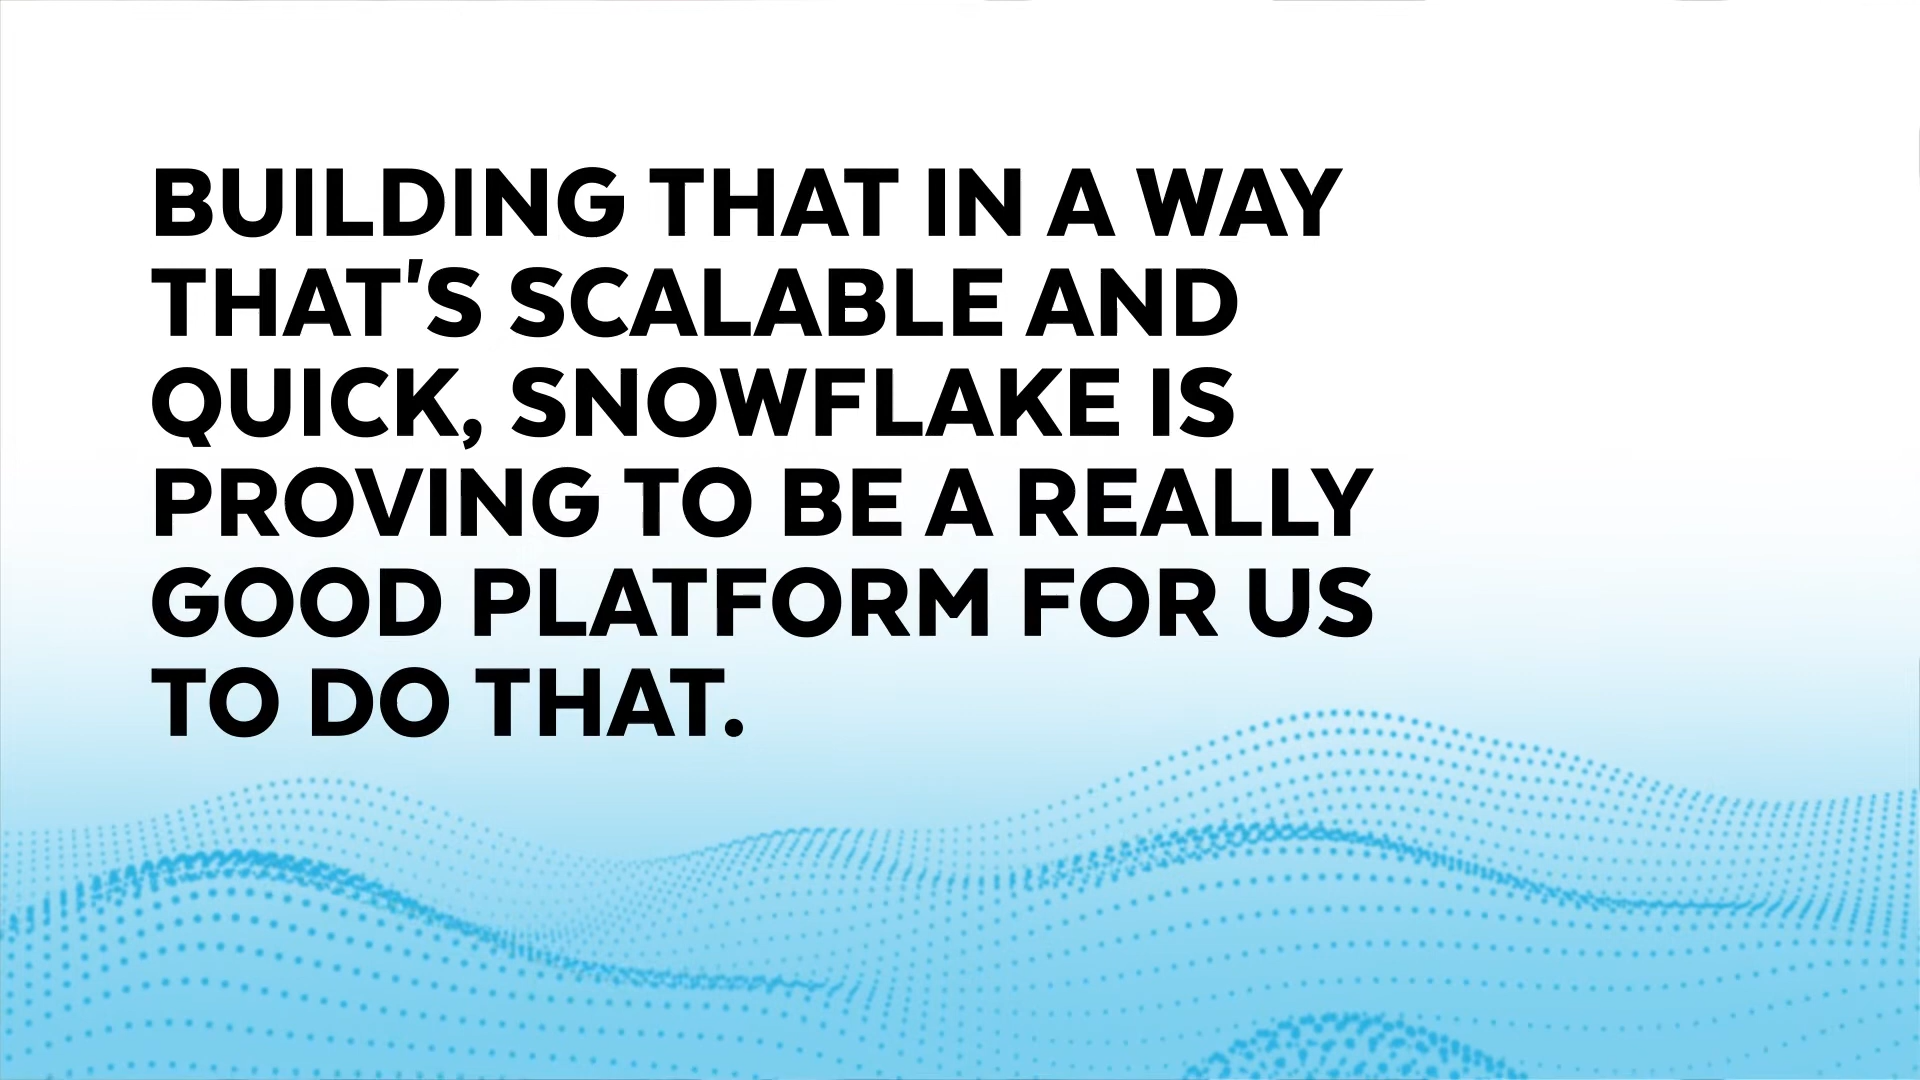 BUILDING THAT IN A WAY
THAT'S SCALABLE AND
QUICK, SNOWFLAKE IS
PROVING TO BE A REALLY
GOOD PLATFORM FOR US
TO DO THAT.